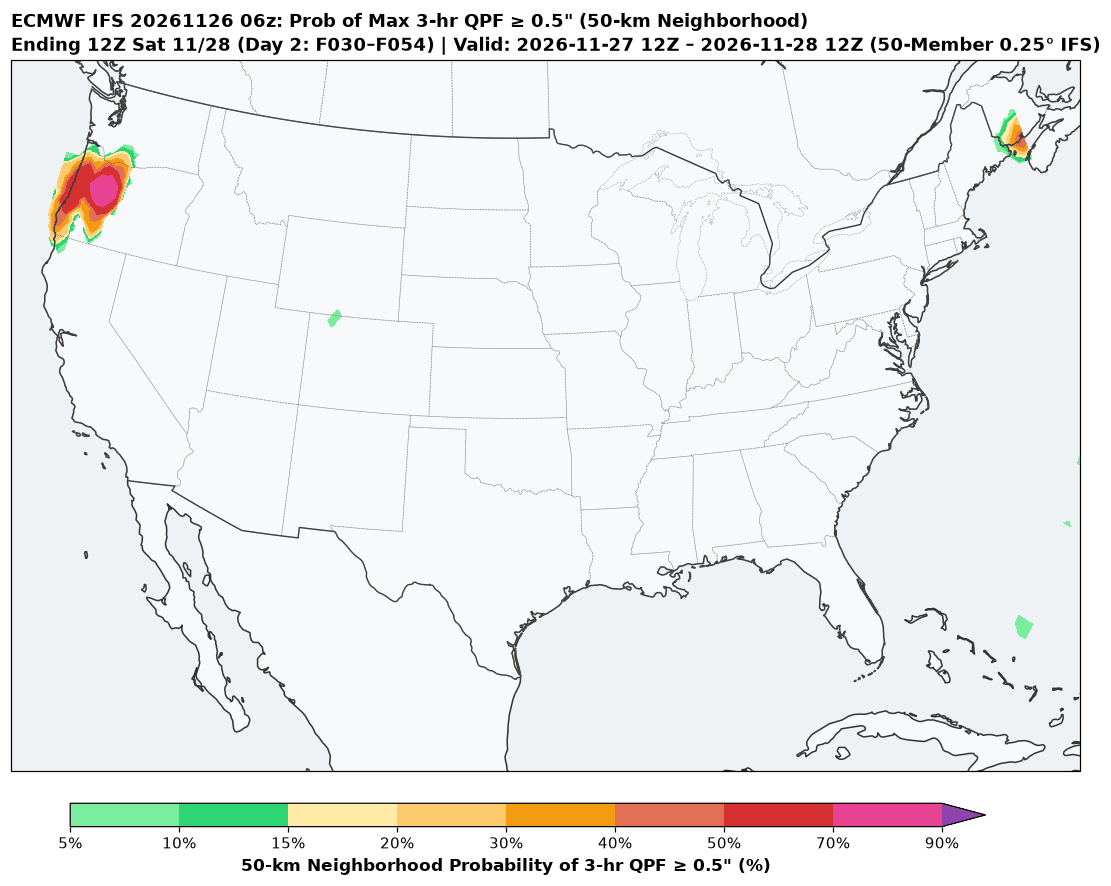 ECMWF IFS 20261126 06z: Prob of Max 3-hr QPF ≥ 0.5" (50-km Neighborhood)
Ending 12Z Sat 11/28 (Day 2: F030–F054) | Valid: 2026-11-27 12Z – 2026-11-28 12Z (50-Member 0.25° IFS)
5% 10% 15% 20% 30% 40% 50% 70% 90%
50-km Neighborhood Probability of 3-hr QPF ≥ 0.5" (%)